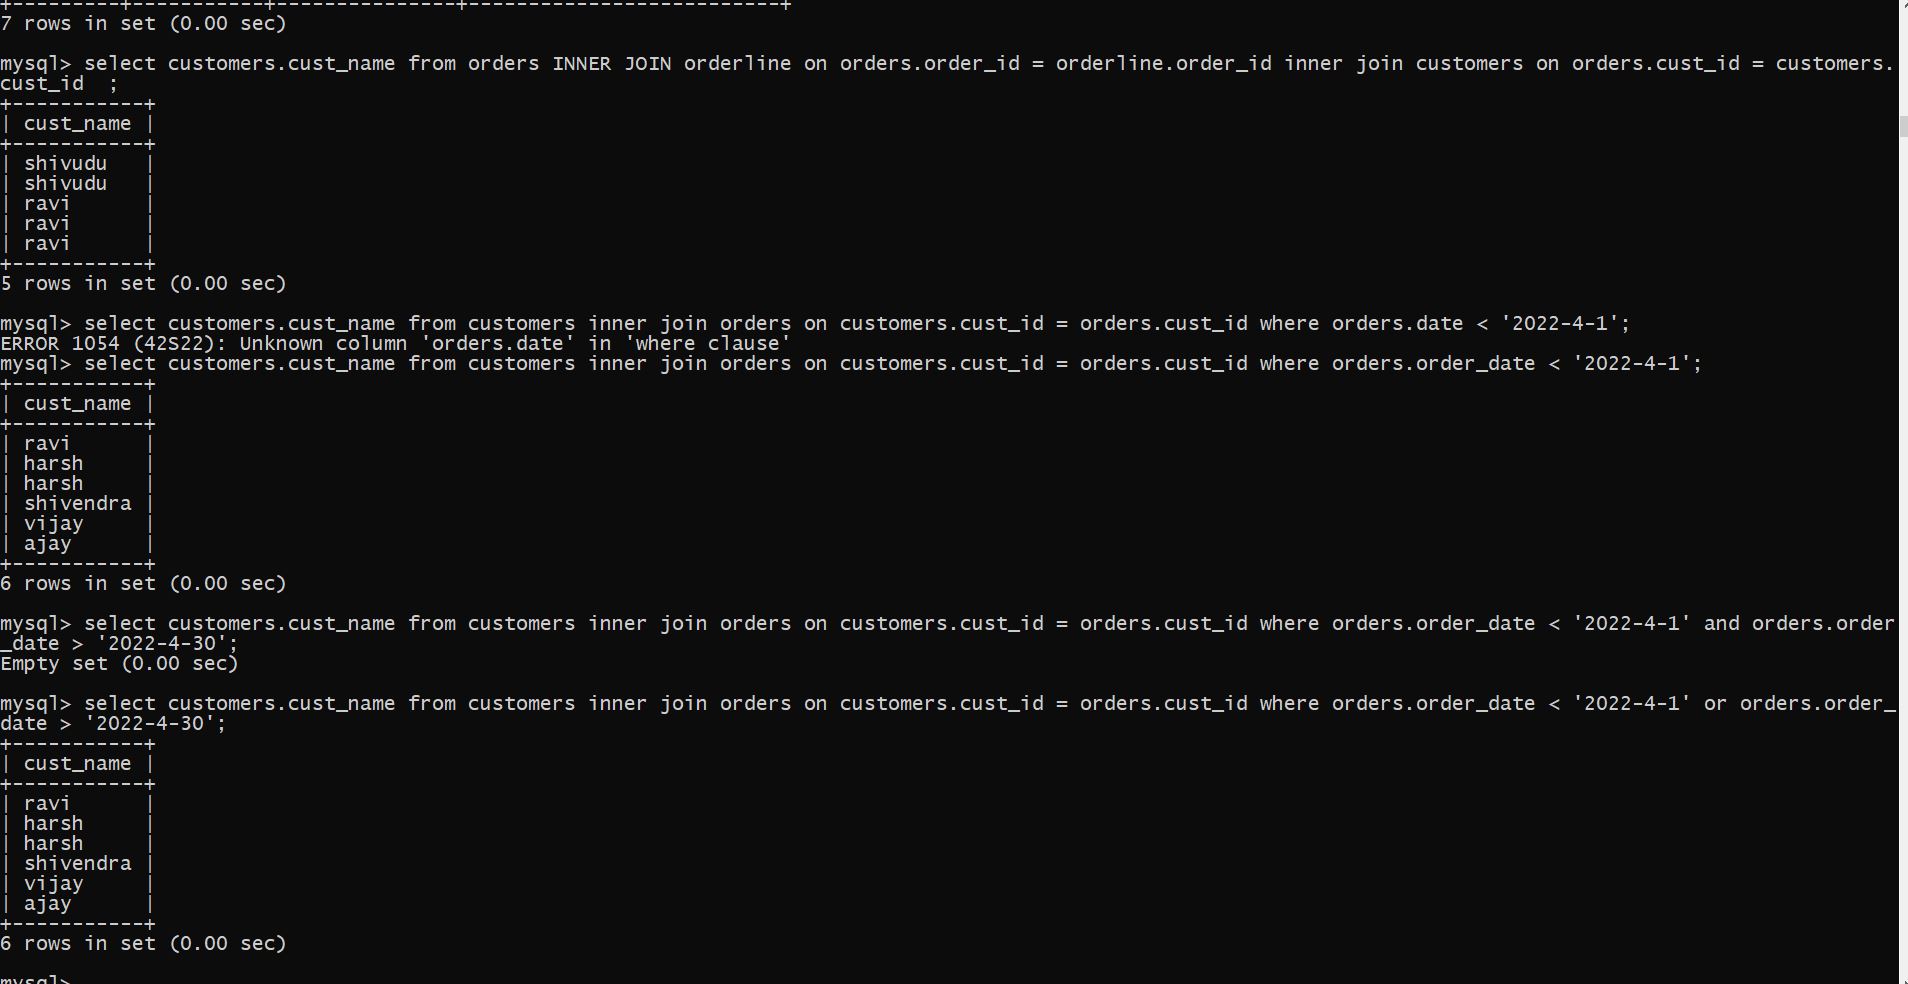 +---------+-----------+---------------+--------------------------+
7 rows in set (0.00 sec)
mysql> select customers.cust_name from orders INNER JOIN orderline on orders.order_id = orderline.order_id inner join customers on orders.cust_id = customers.
cust_id  ;
+-----------+
| cust_name |
+-----------+
| shivudu   |
| shivudu   |
| ravi      |
| ravi      |
| ravi      |
+-----------+
5 rows in set (0.00 sec)
mysql> select customers.cust_name from customers inner join orders on customers.cust_id = orders.cust_id where orders.date < '2022-4-1';
ERROR 1054 (42S22): Unknown column 'orders.date' in 'where clause'
mysql> select customers.cust_name from customers inner join orders on customers.cust_id = orders.cust_id where orders.order_date < '2022-4-1';
+-----------+
| cust_name |
+-----------+
| ravi      |
| harsh     |
| harsh     |
| shivendra |
| vijay     |
| ajay      |
+-----------+
6 rows in set (0.00 sec)
mysql> select customers.cust_name from customers inner join orders on customers.cust_id = orders.cust_id where orders.order_date < '2022-4-1' and orders.order
_date > '2022-4-30';
Empty set (0.00 sec)
mysql> select customers.cust_name from customers inner join orders on customers.cust_id = orders.cust_id where orders.order_date < '2022-4-1' or orders.order_
date > '2022-4-30';
+-----------+
| cust_name |
+-----------+
| ravi      |
| harsh     |
| harsh     |
| shivendra |
| vijay     |
| ajay      |
+-----------+
6 rows in set (0.00 sec)
mysql>